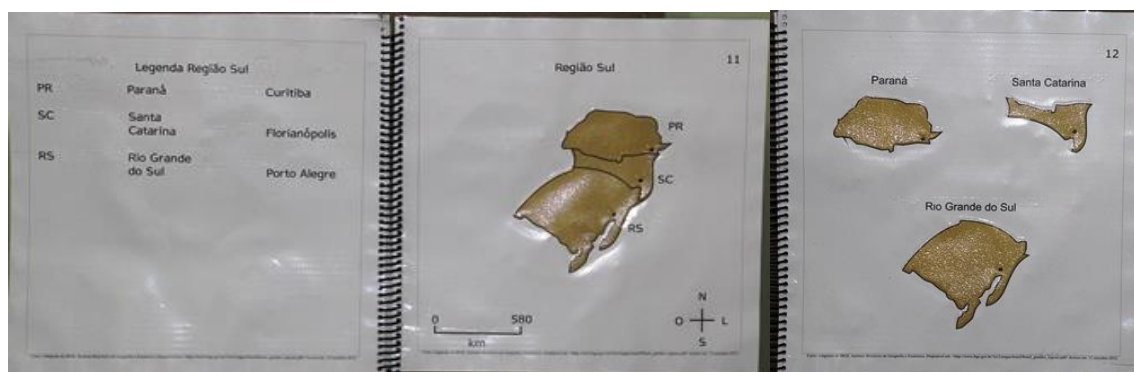 Legenda Região Sul
PR Paraná Curitiba
SC Santa
Catarina Florianópolis
RS Rio Grande
do Sul Porto Alegre
11
Região Sul
PR
SC
RS
0 580
km
N
O L
S
12
Paraná Santa Catarina
Rio Grande do Sul